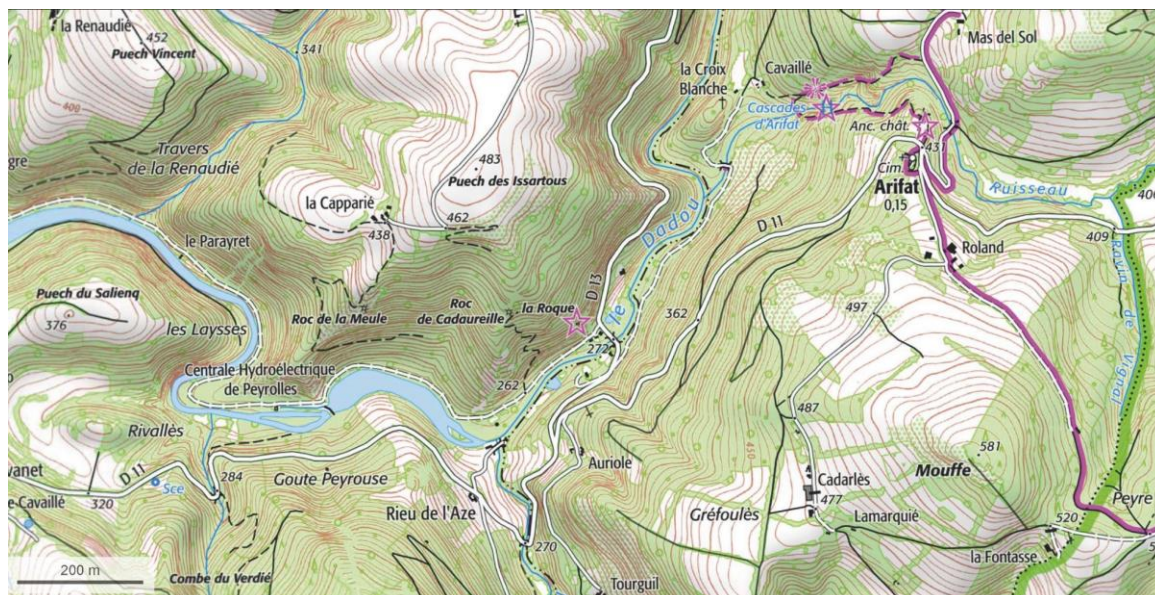 la Renaudié
452
Puech Vincent
341
400
Travers
de la Renaudié
gre
la Capparié
438
483
Puech des Issartous
462
la Croix
Blanche
Cavaillé
Mas del Sol
Cascades
d'Arifat
Anc. chât.
431
Cim.
Arifat
0,15
Ruisseau
400
409
Ravin de Vignal
Roland
D 11
le Dadou
D 13
le Parayret
Puech du Salienq
376
les Laysses
Roc de la Meule
Roc
de Cadaureille
la Roque
272
362
497
Centrale Hydroélectrique
de Peyrolles
262
Rivallès
487
581
Mouffe
450
Auriole
Goute Peyrouse
vanet
D 11
284
Sce
e Cavaillé
320
Rieu de l'Aze
Cadarlès
477
Gréfoulès
Lamarquié
Peyre
520
la Fontasse
270
200 m
Combe du Verdié
Tourguil